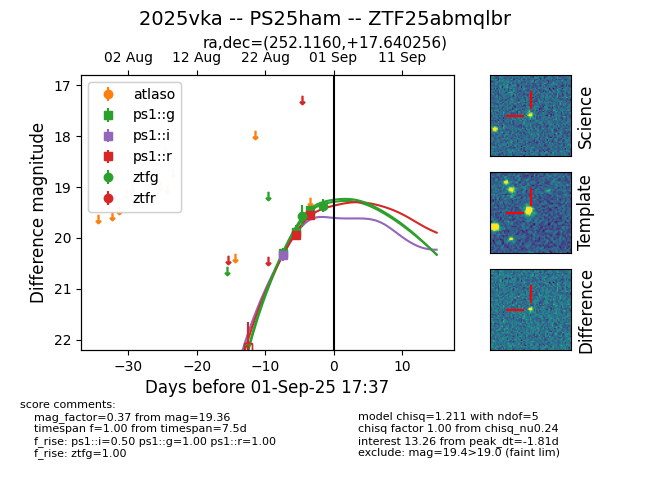 2025vka -- PS25ham -- ZTF25abmqlbr
ra,dec=(252.1160,+17.640256)
02 Aug 12 Aug 22 Aug 01 Sep 11 Sep
17
18
19
20
21
22
Difference magnitude
atlaso
ps1::g
ps1::i
ps1::r
ztfg
ztfr
−30 −20 −10 0 10
Days before 01-Sep-25 17:37
Science
Template
Difference
score comments:
mag_factor=0.37 from mag=19.36
timespan f=1.00 from timespan=7.5d
f_rise: ps1::i=0.50 ps1::g=1.00 ps1::r=1.00
f_rise: ztfg=1.00
model chisq=1.211 with ndof=5
chisq factor 1.00 from chisq_nu0.24
interest 13.26 from peak_dt=-1.81d
exclude: mag=19.4>19.0 (faint lim)